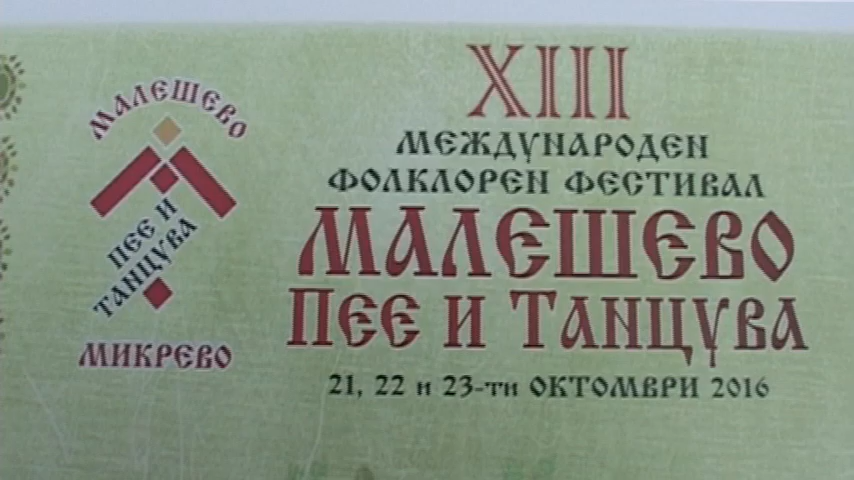 МАЛЕШЕВО
ПЕЕ И
ТАНЦУВА
МИКРЕВО
XIII
МЕЖДУНАРОДЕН
ФОЛКЛОРЕН ФЕСТИВАЛ
МАЛЕШЕВО
ПЕЕ И ТАНЦУВА
21, 22 и 23-ти ОКТОМВРИ 2016